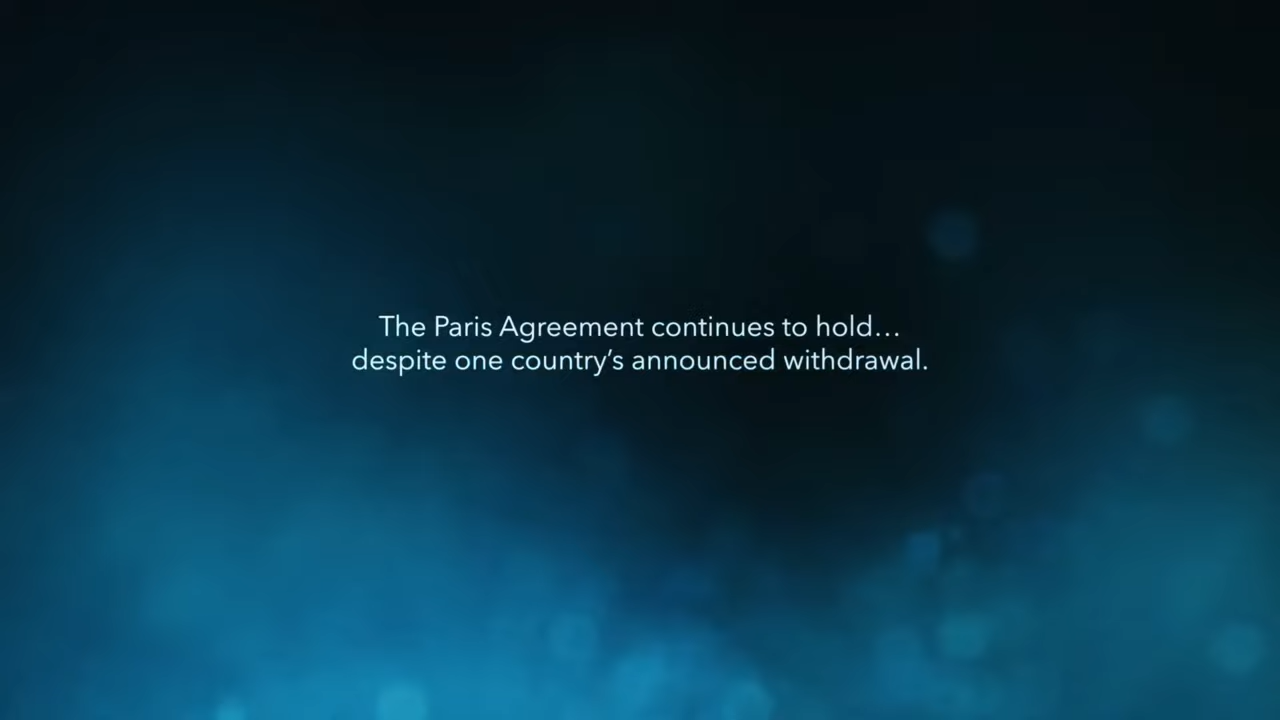 The Paris Agreement continues to hold…
despite one country’s announced withdrawal.